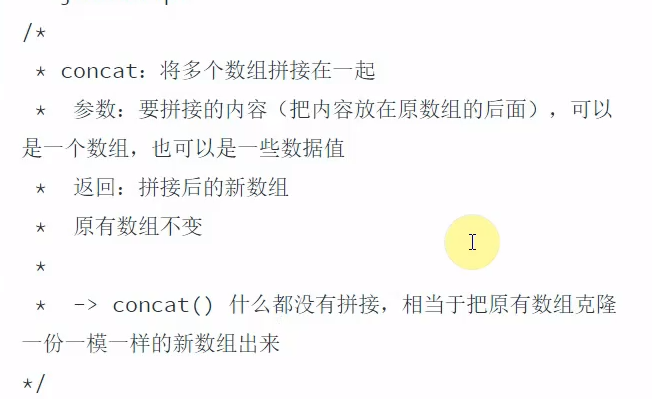 /*
* concat：将多个数组拼接在一起
* 参数：要拼接的内容（把内容放在原数组的后面），可以
是一个数组，也可以是一些数据值
* 返回：拼接后的新数组
* 原有数组不变
*
* -> concat() 什么都没有拼接，相当于把原有数组克隆
一份一模一样的新数组出来
*/